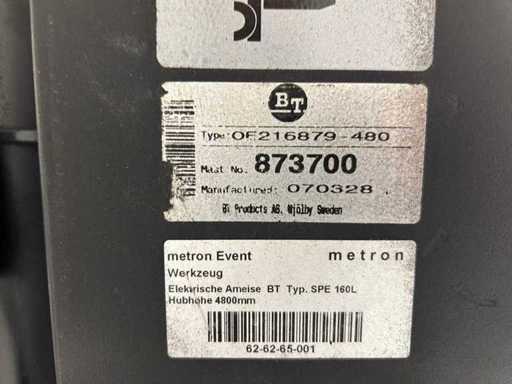 BT
Type: OF216879-480
Mast No. 873700
Manufactured: 070328
BT Products AB, Mjölby Sweden
metron Event metron
Werkzeug
Elektrische Ameise BT Typ. SPE 160L
Hubhöhe 4800mm
62-62-65-001